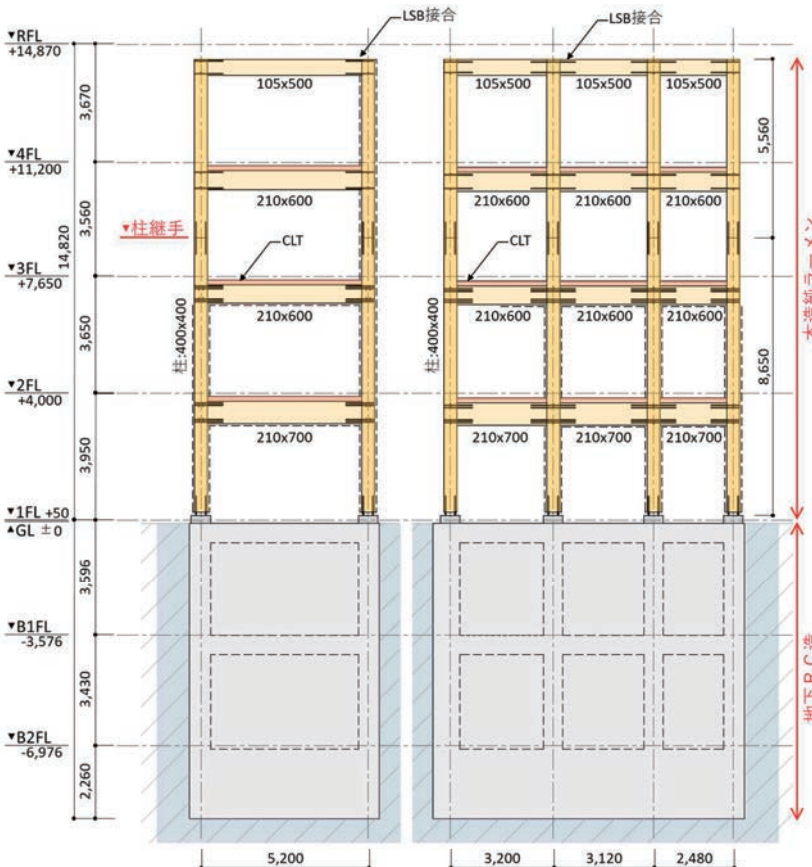 LSB接合
LSB接合
▼RFL
+14,870
105x500
105x500
105x500
105x500
3,670
5,560
▼4FL
+11,200
210x600
210x600
210x600
210x600
3,560
14,820
▼柱継手
CLT
CLT
▼3FL
+7,650
210x600
210x600
210x600
210x600
柱:400x400
柱:400x400
3,650
8,650
▼2FL
+4,000
210x700
210x700
210x700
210x700
3,950
▼1FL +50
▲GL ±0
3,596
▼B1FL
-3,576
3,430
▼B2FL
-6,976
2,260
5,200
3,200
3,120
2,480